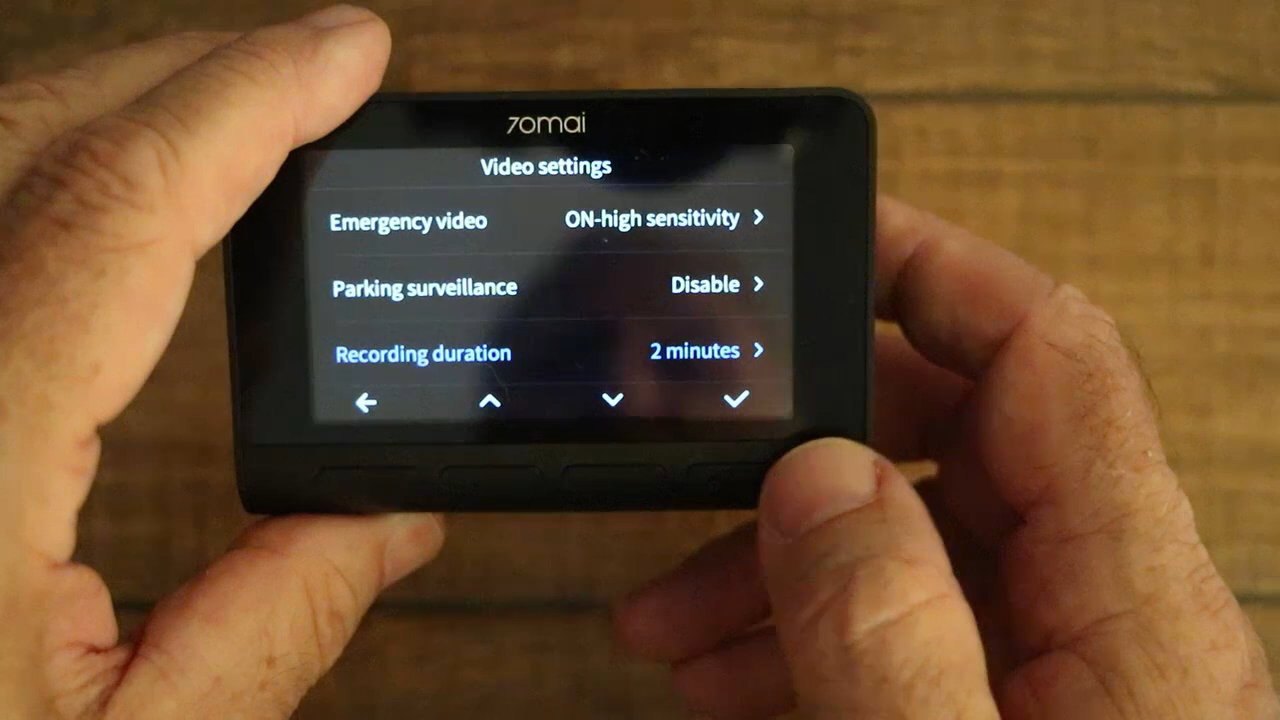 70mai
Video settings
Emergency video ON-high sensitivity
Parking surveillance Disable
Recording duration 2 minutes